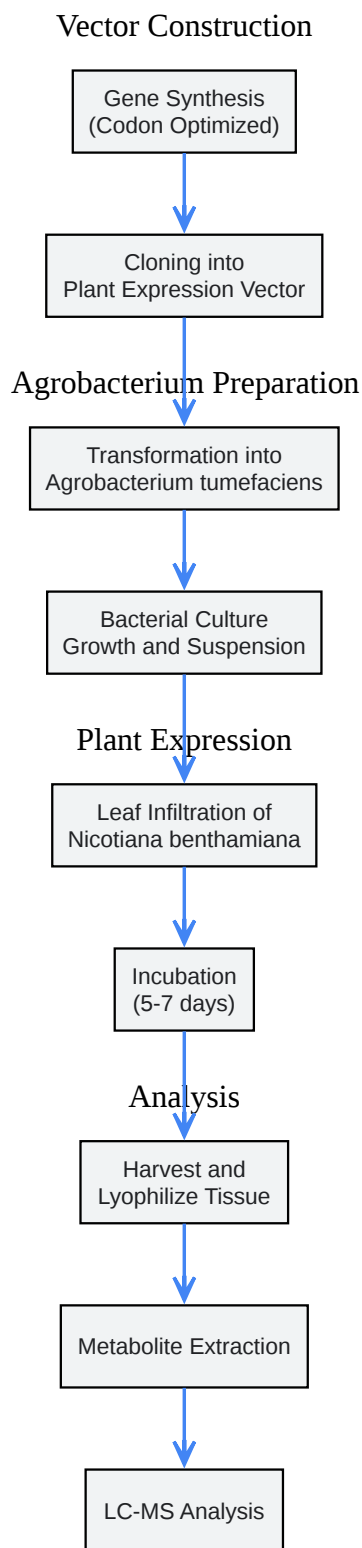 Vector Construction
Gene Synthesis
(Codon Optimized)
Cloning into
Plant Expression Vector
Agrobacterium Preparation
Transformation into
Agrobacterium tumefaciens
Bacterial Culture
Growth and Suspension
Plant Expression
Leaf Infiltration of
Nicotiana benthamiana
Incubation
(5-7 days)
Analysis
Harvest and
Lyophilize Tissue
Metabolite Extraction
LC-MS Analysis